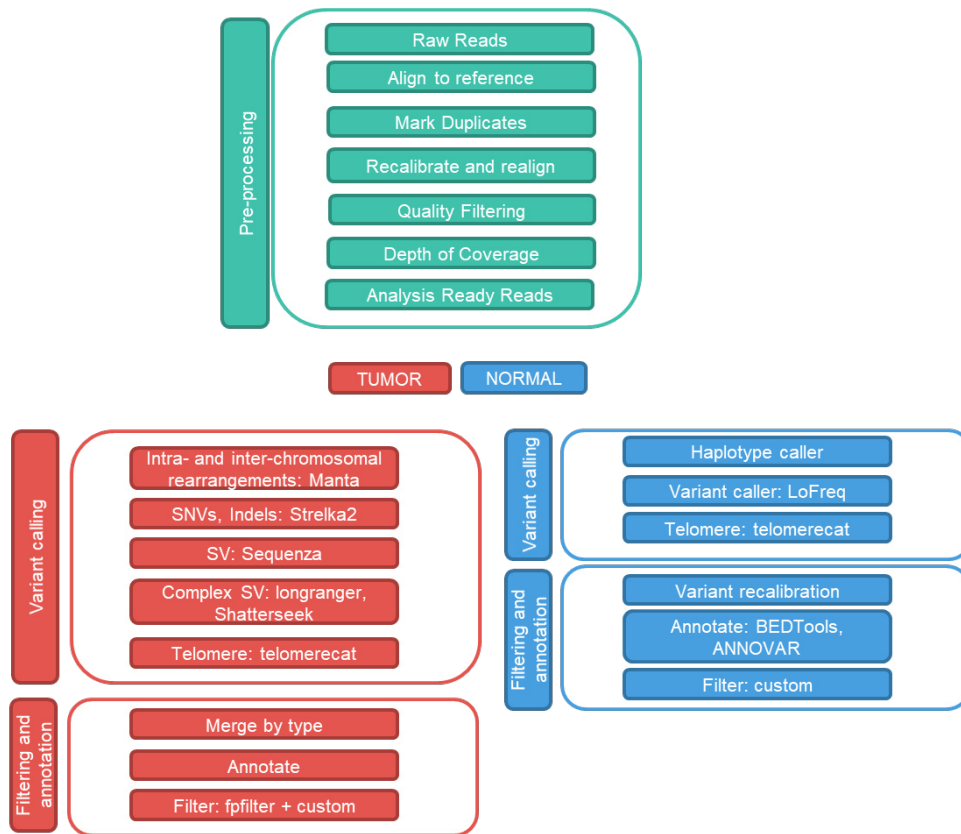 Pre-processing
Raw Reads
Align to reference
Mark Duplicates
Recalibrate and realign
Quality Filtering
Depth of Coverage
Analysis Ready Reads
TUMOR
NORMAL
Variant calling
Intra- and inter-chromosomal
rearrangements: Manta
SNVs, Indels: Strelka2
SV: Sequenza
Complex SV: longranger,
Shatterseek
Telomere: telomerecat
Filtering and
annotation
Merge by type
Annotate
Filter: fpfilter + custom
Variant calling
Haplotype caller
Variant caller: LoFreq
Telomere: telomerecat
Filtering and
annotation
Variant recalibration
Annotate: BEDTools,
ANNOVAR
Filter: custom